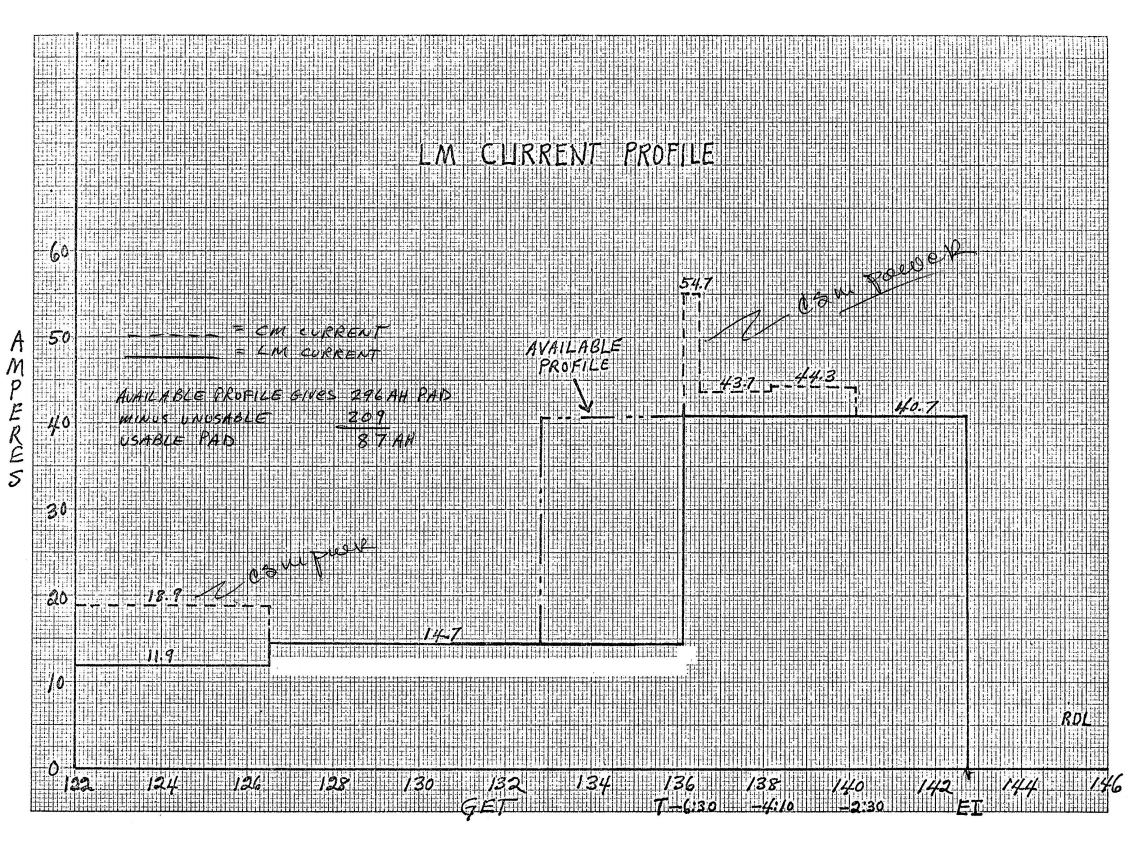 LM CURRENT PROFILE
60
50
40
30
20
10
0
AMPERES
--- = CM CURRENT
— = LM CURRENT
AVAILABLE PROFILE GIVES 296 AH PAD
MINUS UNUSABLE 209
USABLE PAD 87 AH
AVAILABLE
PROFILE
54.7
CSM POWER
43.7
44.3
40.7
CSM power
18.9
14.7
11.9
RDL
122 124 126 128 130 132 134 136 138 140 142 144 146
GET T-6:30 -4:10 -2:30 EI